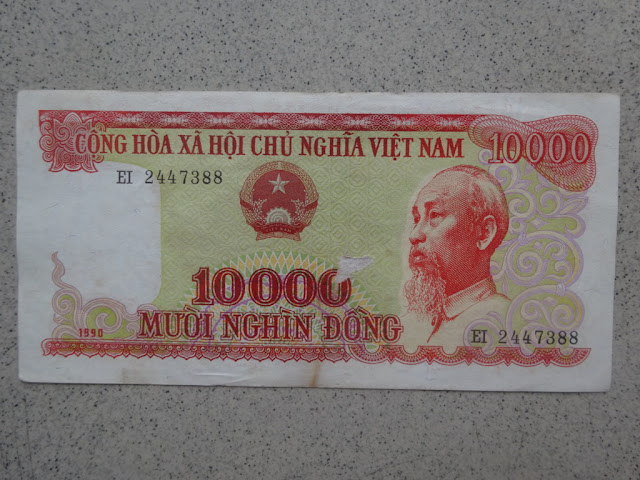 CỘNG HÒA XÃ HỘI CHỦ NGHĨA VIỆT NAM
10000
EI 2447388
10000
MƯỜI NGHÌN ĐỒNG
1990
EI 2447388